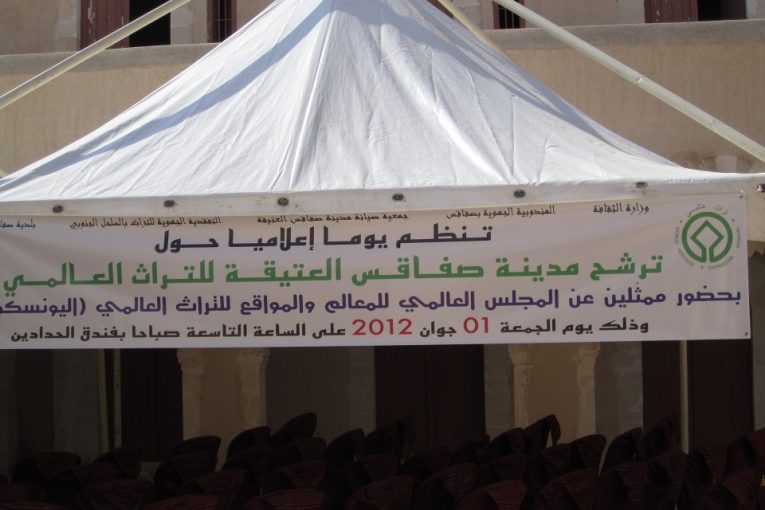 وزارة الثقافة المندوبية الجهوية بصفاقس جمعية صيانة مدينة صفاقس العتيقة التفقدية الجهوية للتراث بالساحل الجنوبي بلدية
تنظم يوما إعلاميا حول
ترشح مدينة صفاقس العتيقة للتراث العالمي
بحضور ممثلين عن المجلس العالمي للمعالم والمواقع للتراث العالمي (اليونسكو
وذلك يوم الجمعة 01 جوان 2012 على الساعة التاسعة صباحا بفندق الحدادين